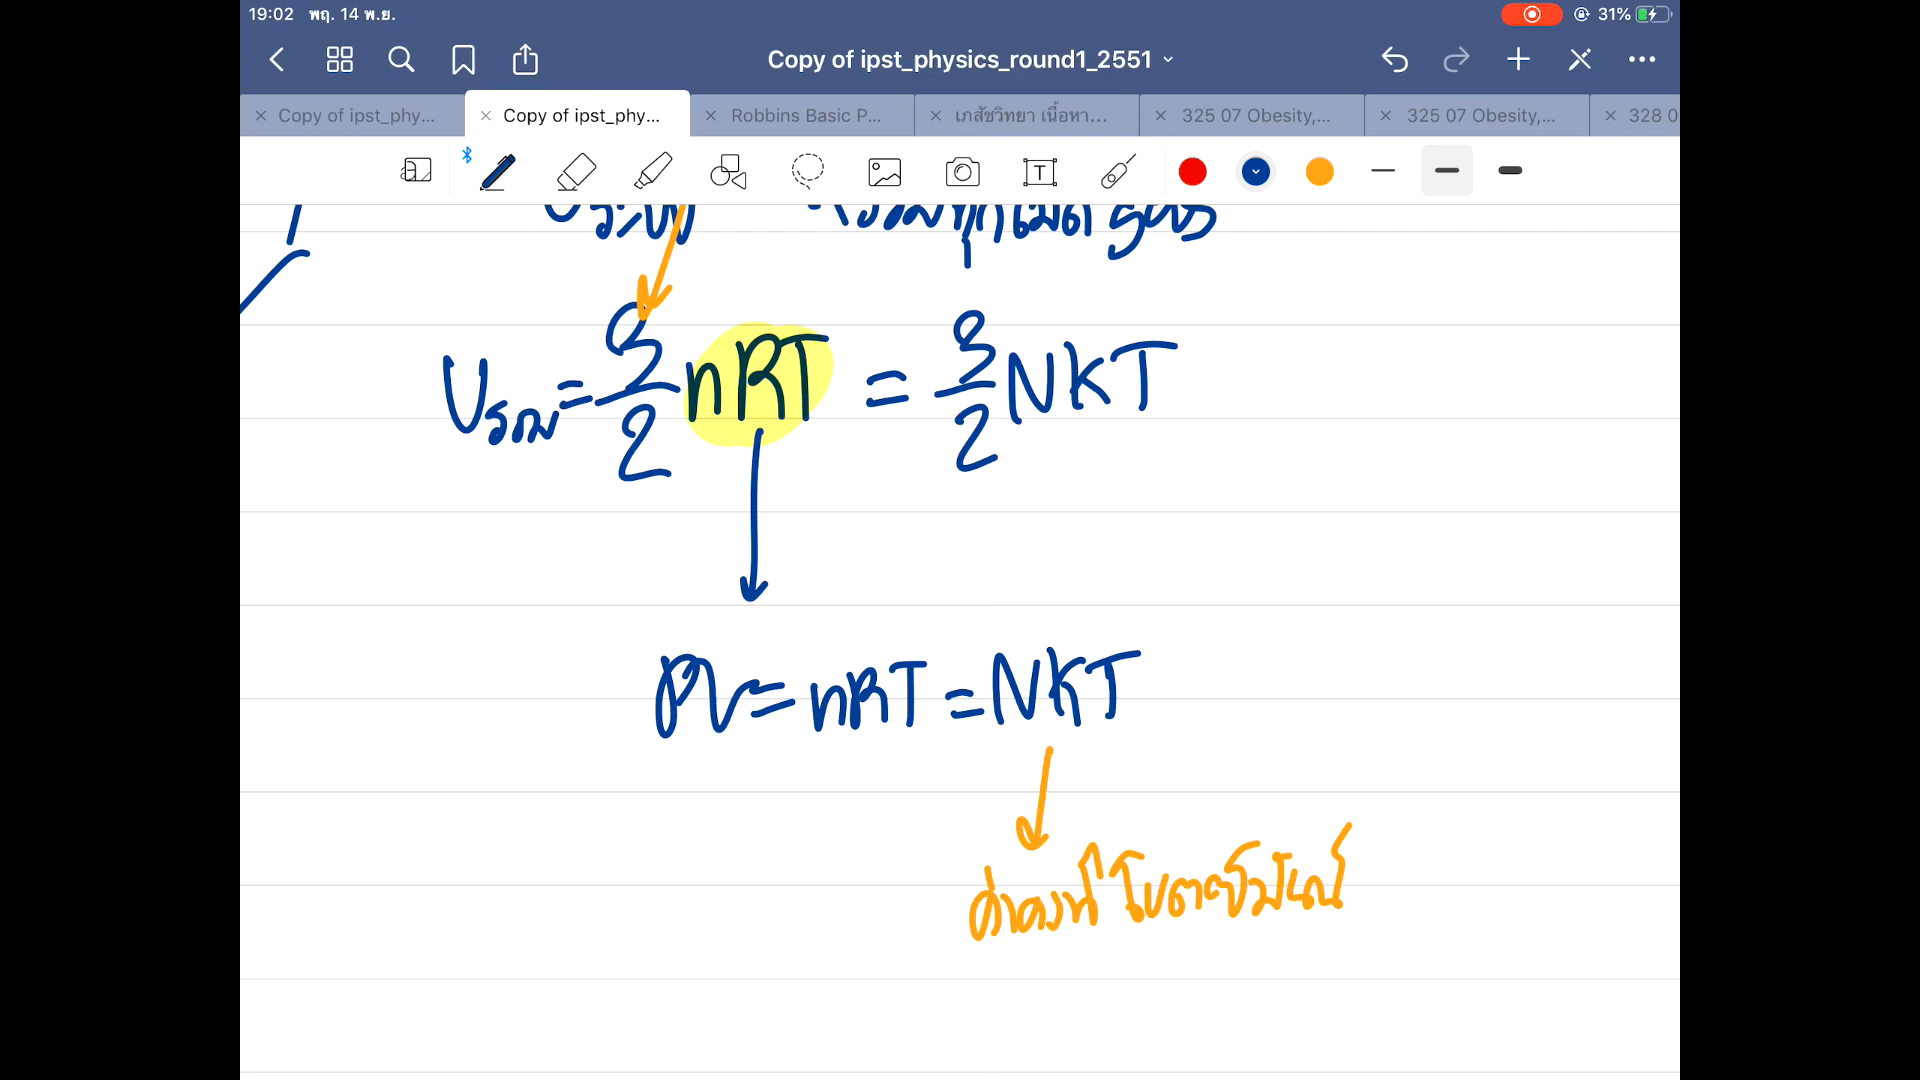 19:02 พฤ. 14 พ.ย. 31%
Copy of ipst_physics_round1_2551
Copy of ipst_phy... Copy of ipst_phy... Robbins Basic P... เภสัชวิทยา เนื้อหา... 325 07 Obesity,... 325 07 Obesity,... 328 0
U รวม = 3/2 nRT = 3/2 NKT
PV = nRT = NKT
ค่าคงที่ โบลตซ์มันน์